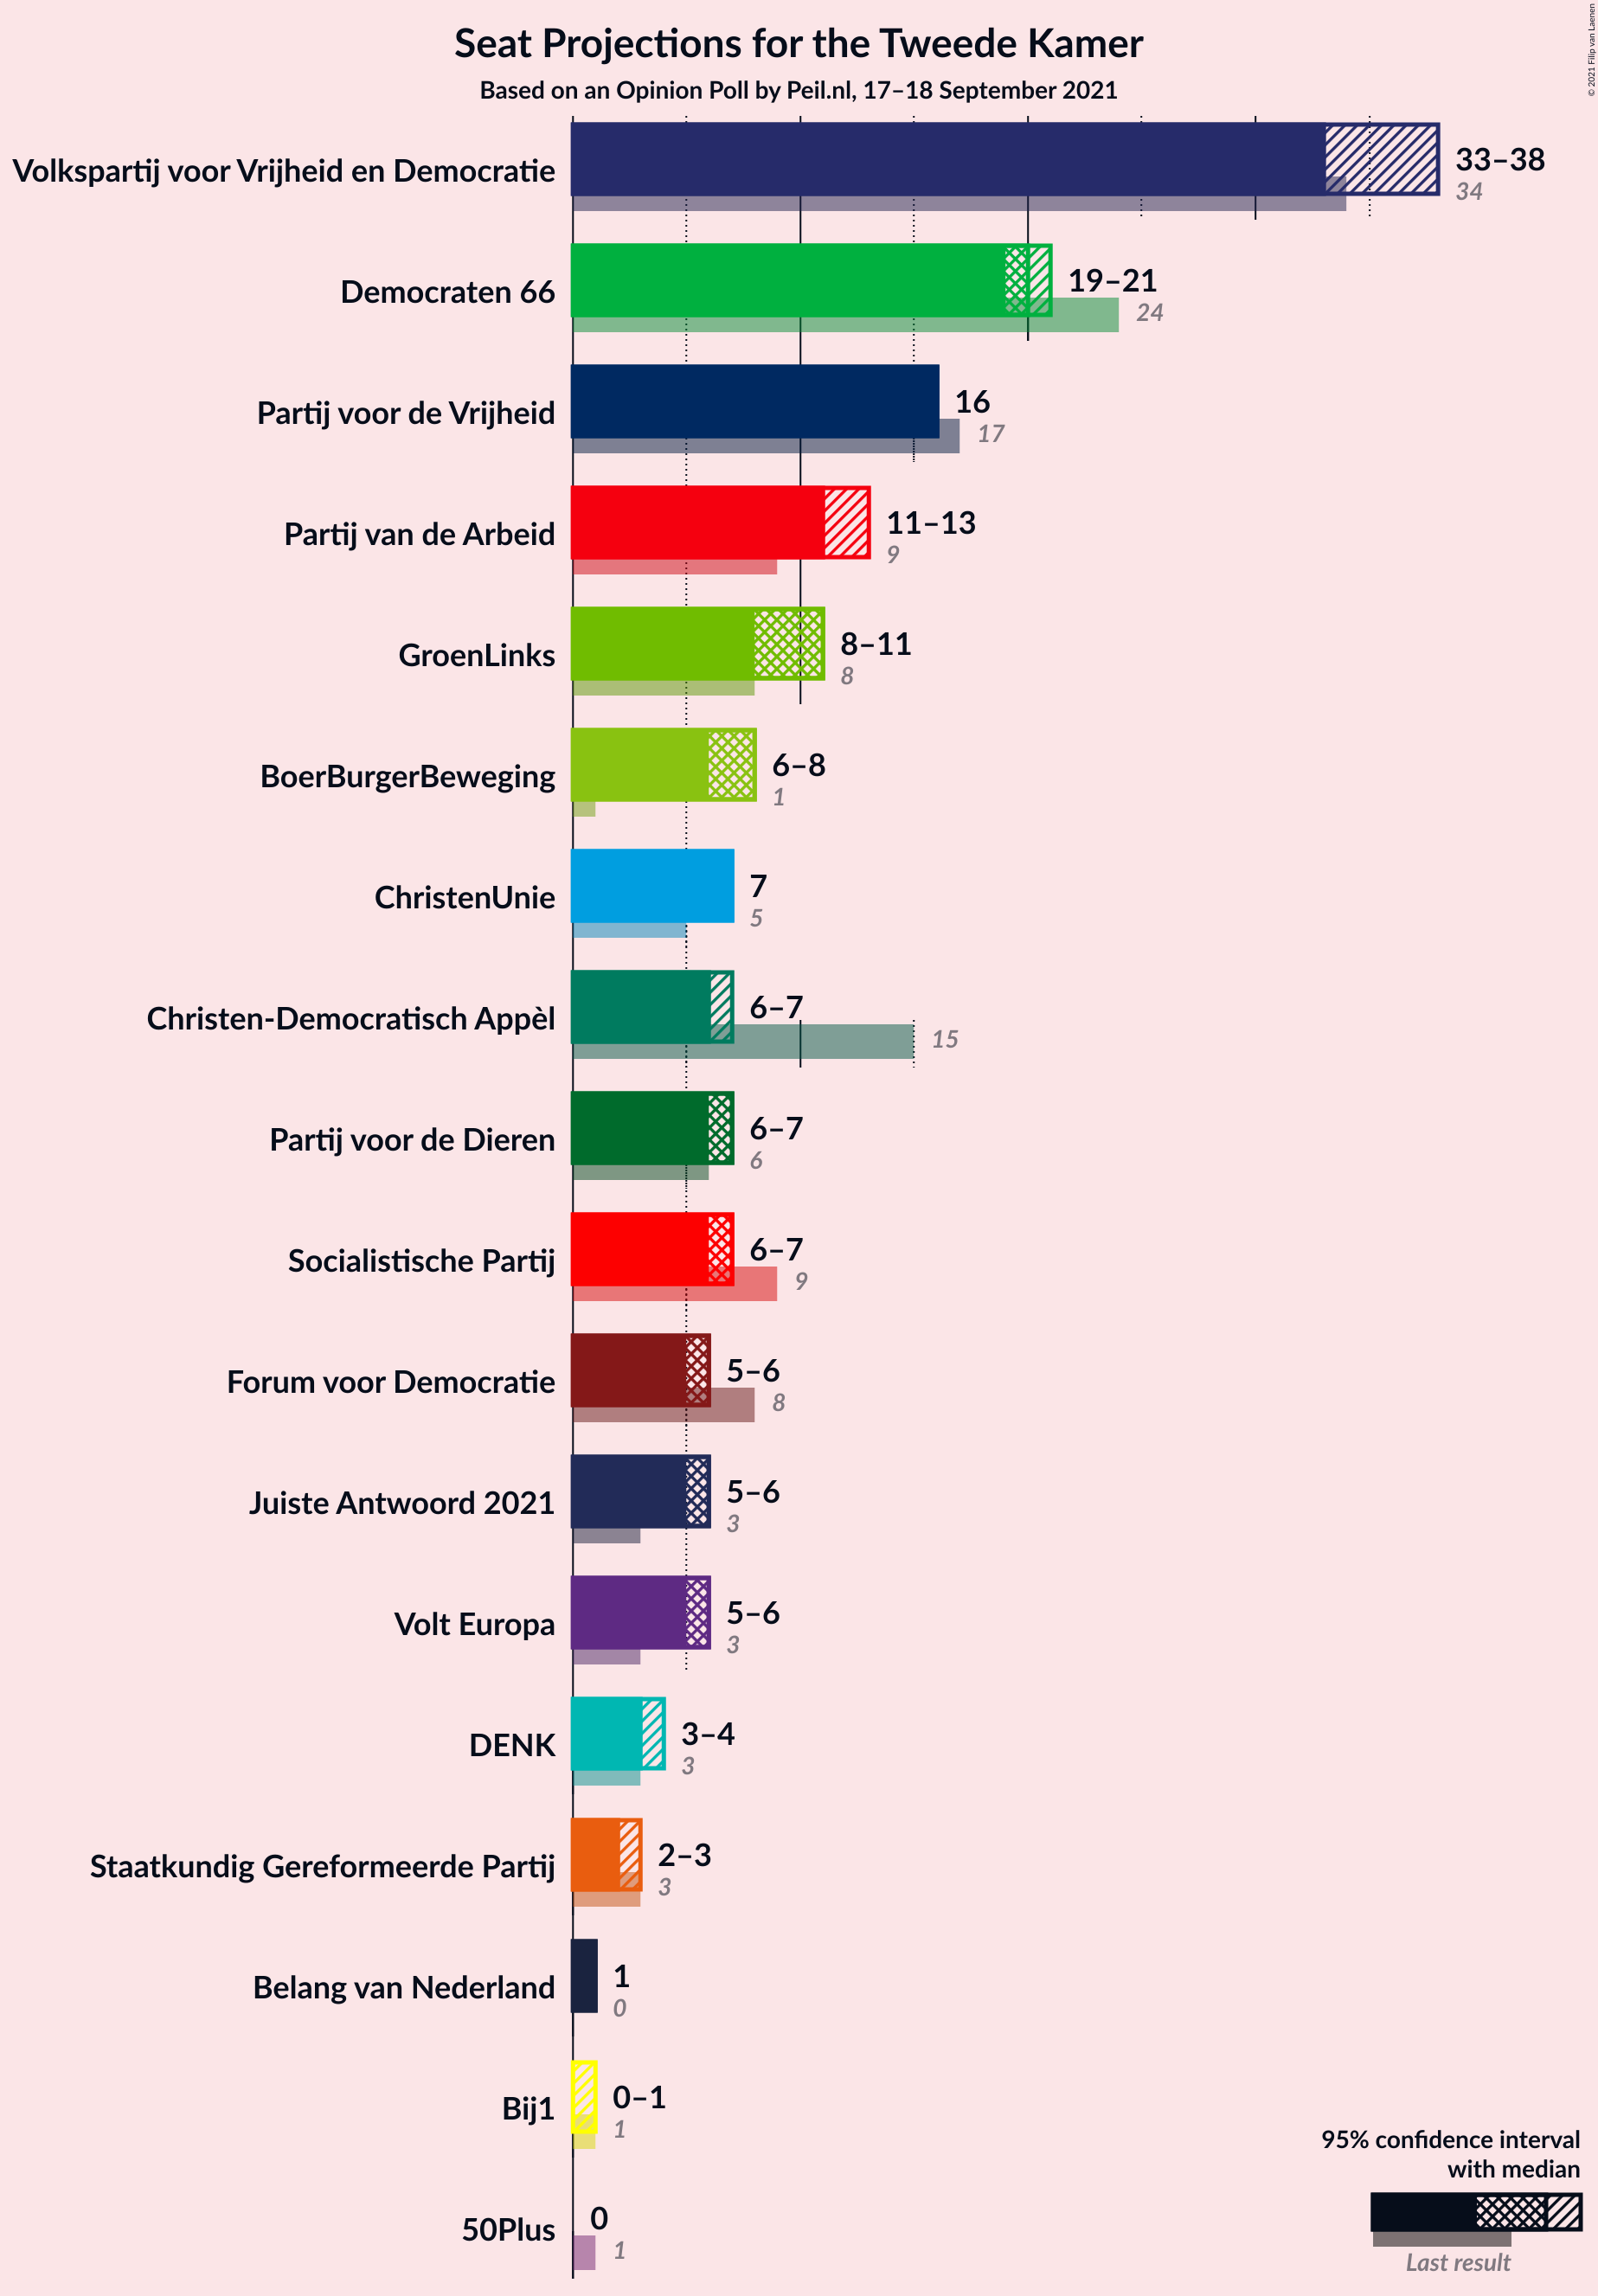 Seat Projections for the Tweede Kamer
Based on an Opinion Poll by Peil.nl, 17–18 September 2021
© 2021 Filip van Laenen
Volkspartij voor Vrijheid en Democratie
33–38
34
Democraten 66
19–21
24
Partij voor de Vrijheid
16
17
Partij van de Arbeid
11–13
9
GroenLinks
8–11
8
BoerBurgerBeweging
6–8
1
ChristenUnie
7
5
Christen-Democratisch Appèl
6–7
15
Partij voor de Dieren
6–7
6
Socialistische Partij
6–7
9
Forum voor Democratie
5–6
8
Juiste Antwoord 2021
5–6
3
Volt Europa
5–6
3
DENK
3–4
3
Staatkundig Gereformeerde Partij
2–3
3
Belang van Nederland
1
0
Bij1
0–1
1
50Plus
0
1
95% confidence interval
with median
Last result